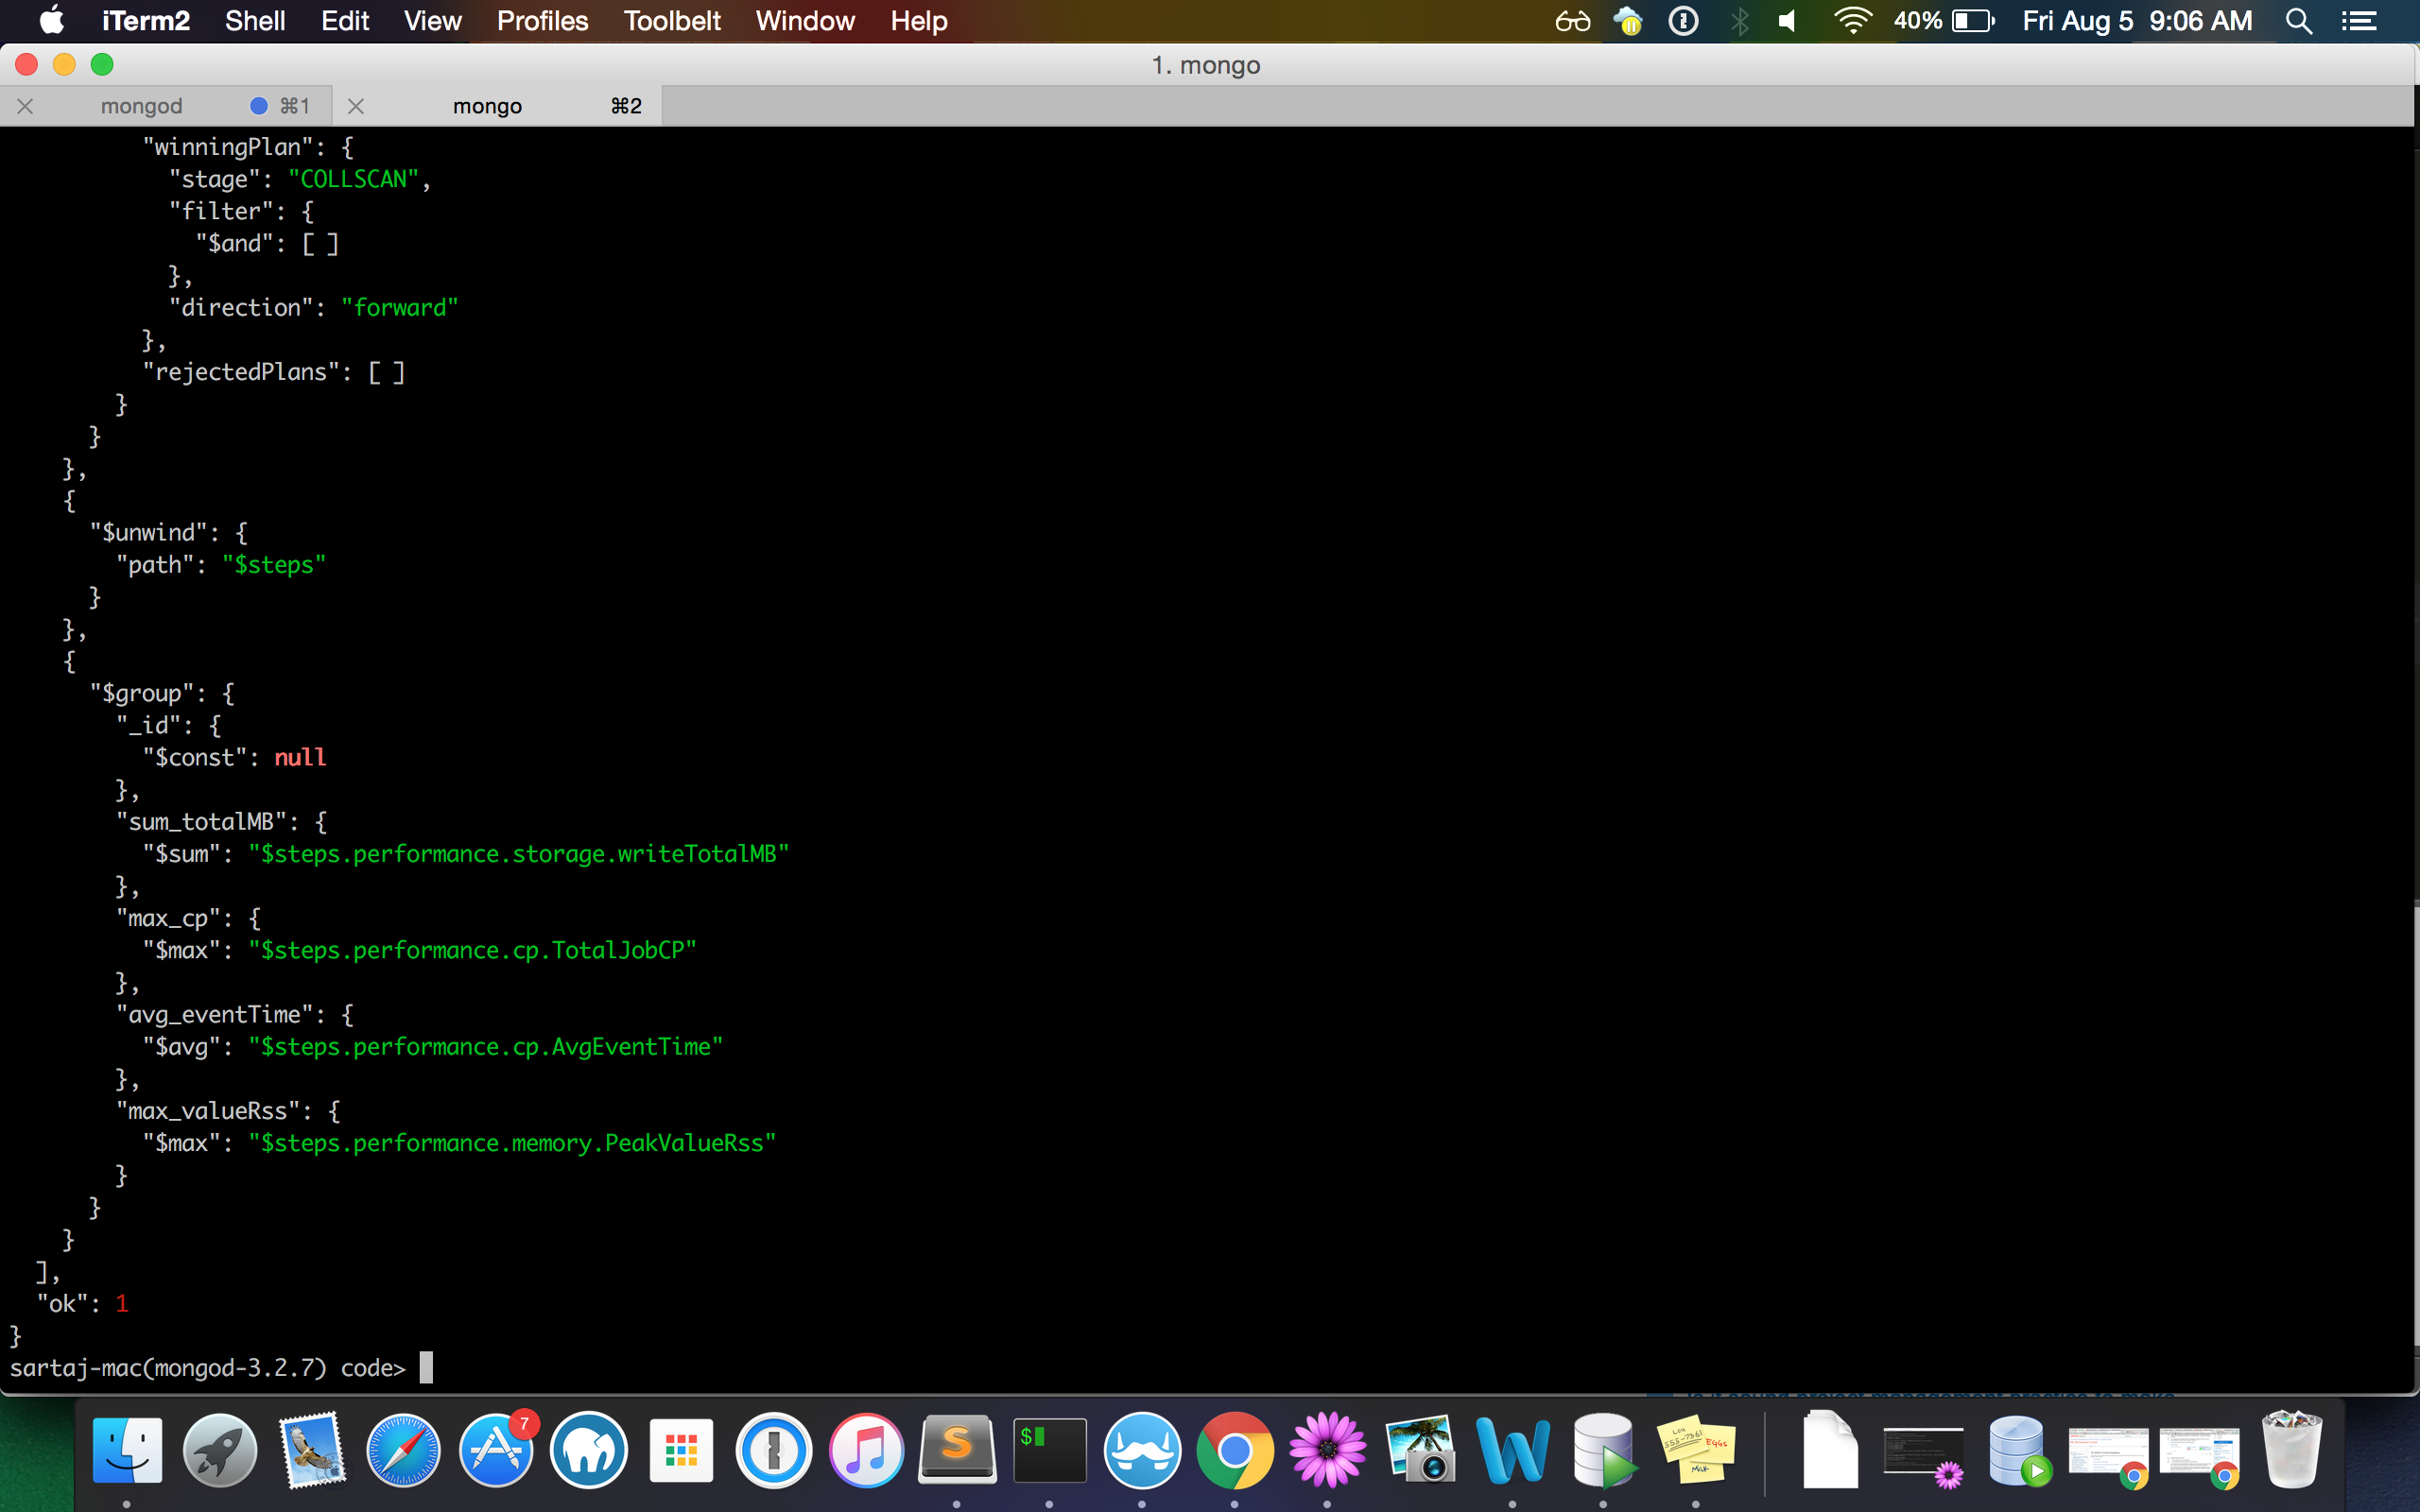 iTerm2 Shell Edit View Profiles Toolbelt Window Help 40% Fri Aug 5 9:06 AM
1. mongo
mongod ⌘1 mongo ⌘2
"winningPlan": {
"stage": "COLLSCAN",
"filter": {
"$and": [ ]
},
"direction": "forward"
},
"rejectedPlans": [ ]
}
}
},
{
"$unwind": {
"path": "$steps"
}
},
{
"$group": {
"_id": {
"$const": null
},
"sum_totalMB": {
"$sum": "$steps.performance.storage.writeTotalMB"
},
"max_cp": {
"$max": "$steps.performance.cp.TotalJobCP"
},
"avg_eventTime": {
"$avg": "$steps.performance.cp.AvgEventTime"
},
"max_valueRss": {
"$max": "$steps.performance.memory.PeakValueRss"
}
}
}
],
"ok": 1
}
sartaj-mac(mongod-3.2.7) code>
7